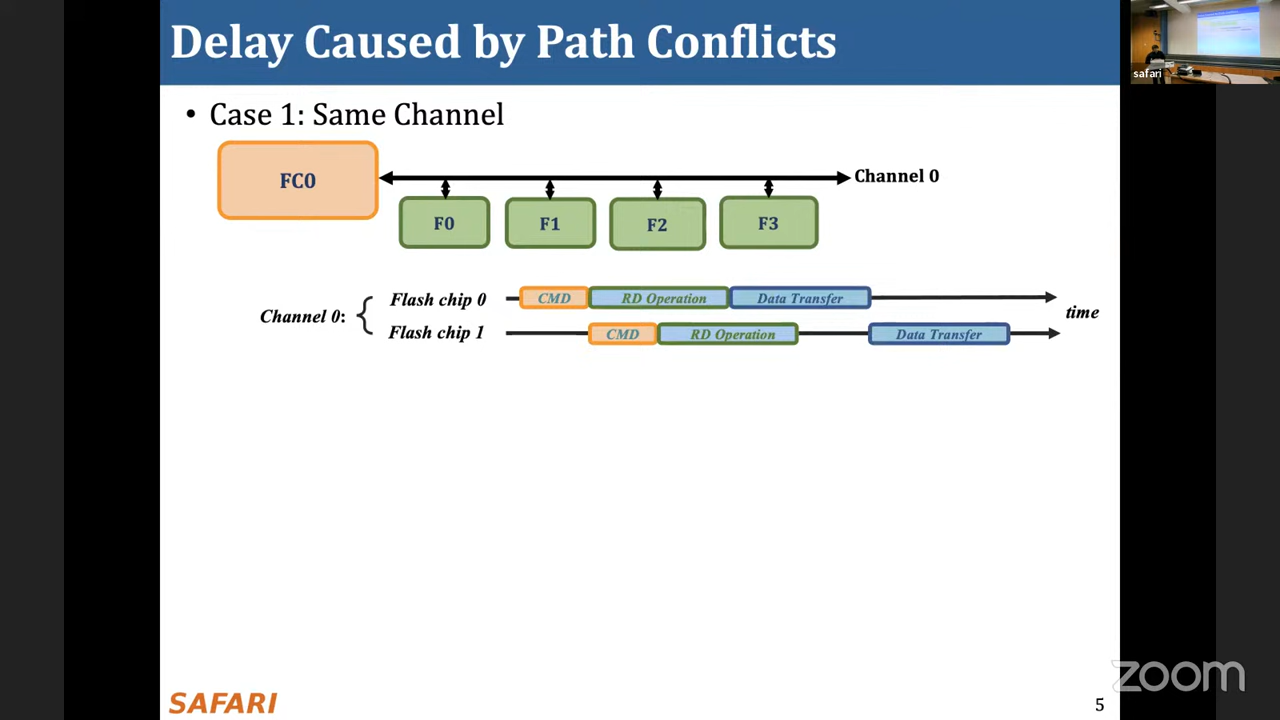 Delay Caused by Path Conflicts
safari
• Case 1: Same Channel
FC0
Channel 0
F0 F1 F2 F3
Channel 0:
Flash chip 0 CMD RD Operation Data Transfer
time
Flash chip 1 CMD RD Operation Data Transfer
SAFARI
5
zoom